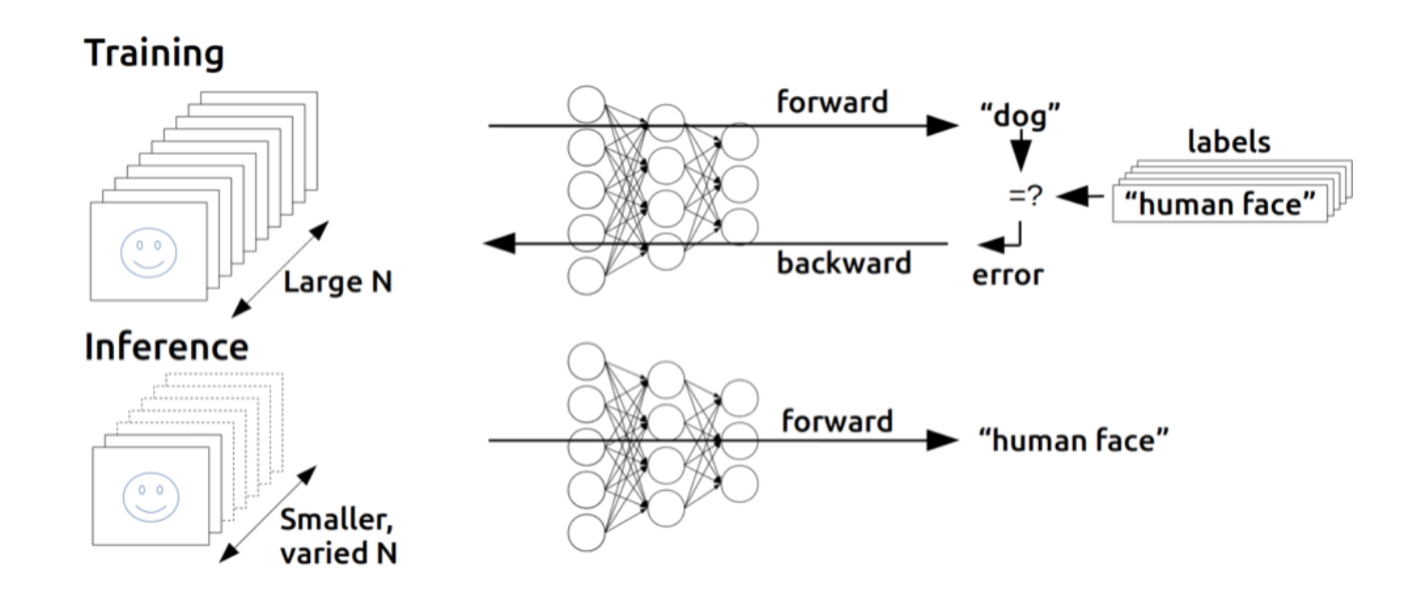 Training
forward
“dog”
labels
=?
“human face”
backward
error
Large N
Inference
forward
“human face”
Smaller,
varied N